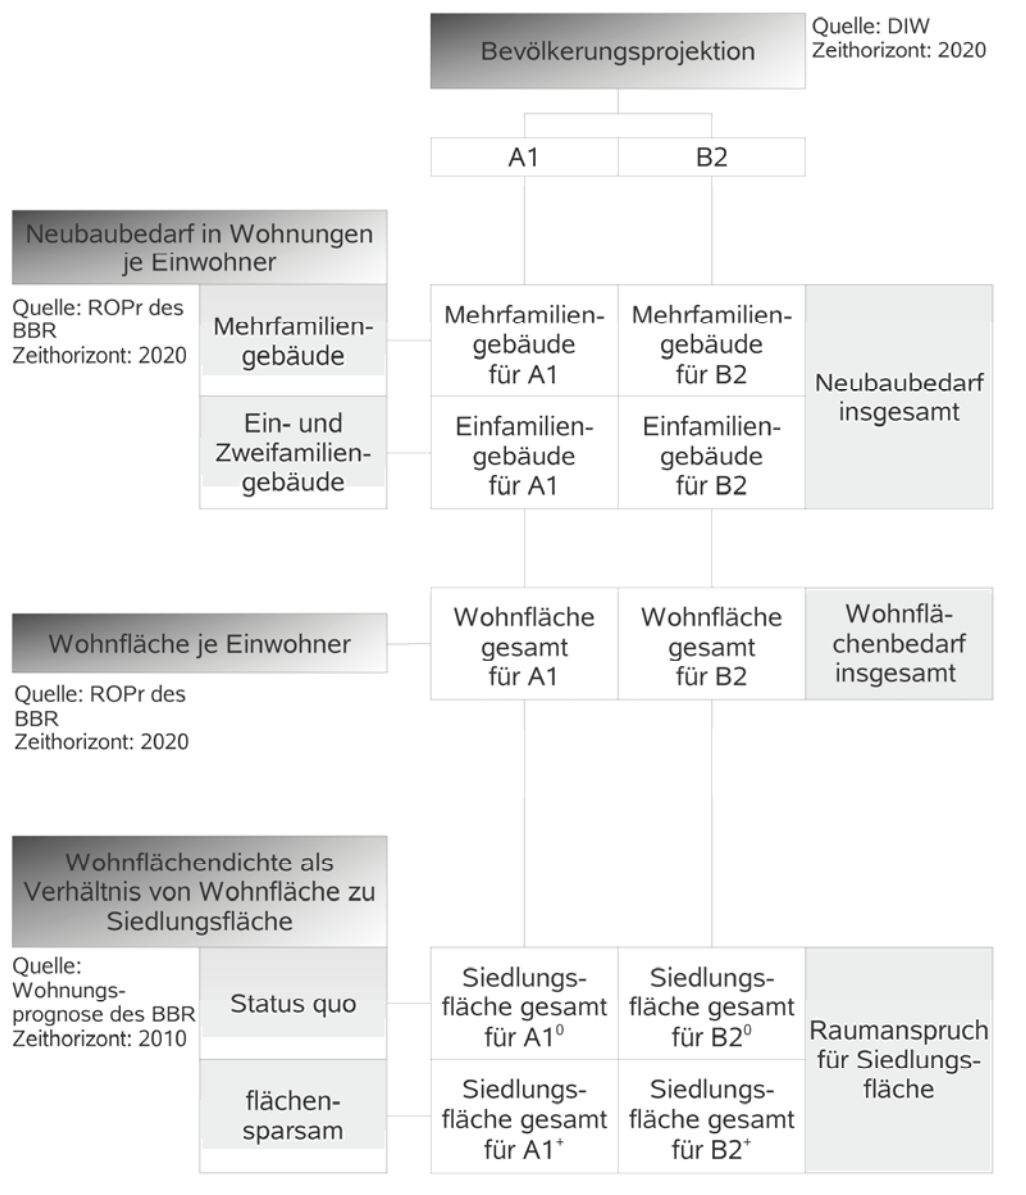 Bevölkerungsprojektion
Quelle: DIW
Zeithorizont: 2020
A1
B2
Neubaubedarf in Wohnungen
je Einwohner
Quelle: ROPr des
BBR
Zeithorizont: 2020
Mehrfamilien-
gebäude
Mehrfamilien-
gebäude
für A1
Mehrfamilien-
gebäude
für B2
Neubaubedarf
insgesamt
Ein- und
Zweifamilien-
gebäude
Einfamilien-
gebäude
für A1
Einfamilien-
gebäude
für B2
Wohnfläche je Einwohner
Quelle: ROPr des
BBR
Zeithorizont: 2020
Wohnfläche
gesamt
für A1
Wohnfläche
gesamt
für B2
Wohnflä-
chenbedarf
insgesamt
Wohnflächendichte als
Verhältnis von Wohnfläche zu
Siedlungsfläche
Quelle:
Wohnungs-
prognose des BBR
Zeithorizont: 2010
Status quo
Siedlungs-
fläche gesamt
für A1⁰
Siedlungs-
fläche gesamt
für B2⁰
Raumanspruch
für Siedlungs-
fläche
flächen-
sparsam
Siedlungs-
fläche gesamt
für A1⁺
Siedlungs-
fläche gesamt
für B2⁺